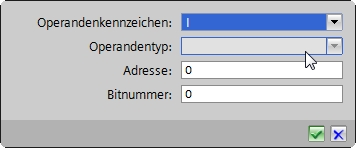 Operandenkennzeichen: I
Operandentyp:
Adresse: 0
Bitnummer: 0